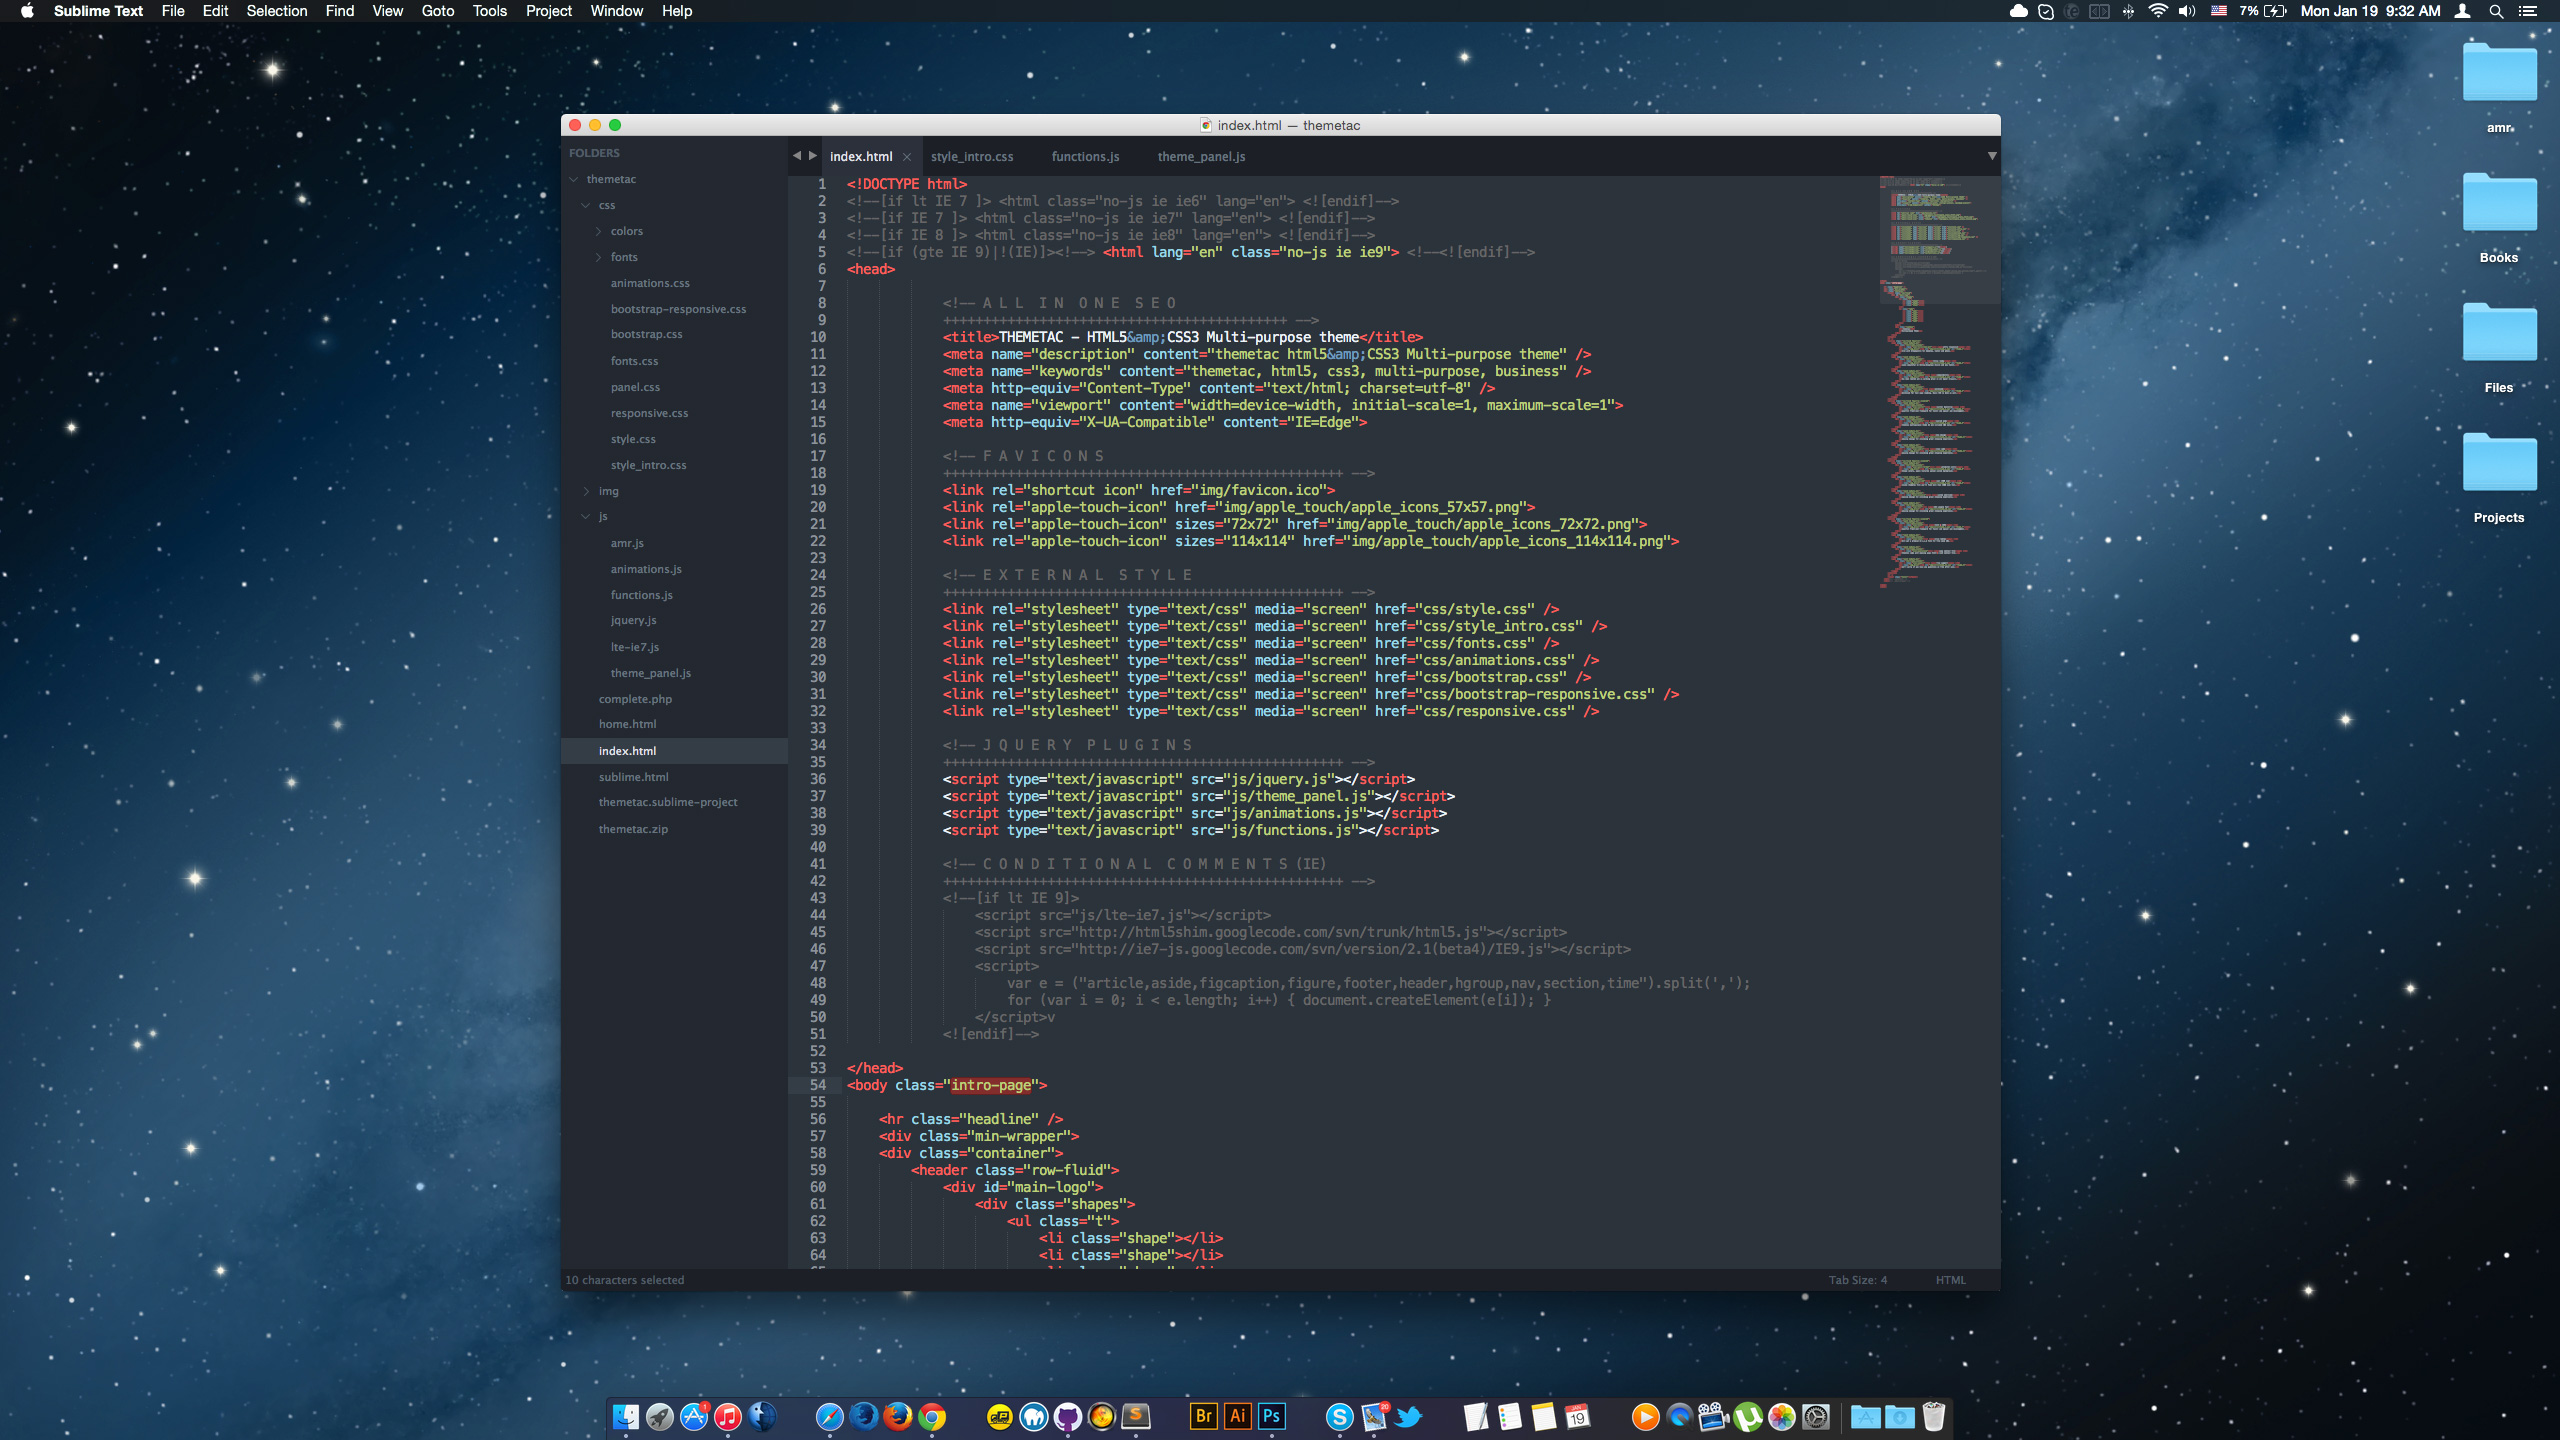 Sublime Text File Edit Selection Find View Goto Tools Project Window Help
7% Mon Jan 19 9:32 AM
amr
Books
Files
Projects
index.html — themetac
FOLDERS
themetac
css
colors
fonts
animations.css
bootstrap-responsive.css
bootstrap.css
fonts.css
panel.css
responsive.css
style.css
style_intro.css
img
js
amr.js
animations.js
functions.js
jquery.js
lte-ie7.js
theme_panel.js
complete.php
home.html
index.html
sublime.html
themetac.sublime-project
themetac.zip
index.html style_intro.css functions.js theme_panel.js
1 <!DOCTYPE html>
2 <!--[if lt IE 7 ]> <html class="no-js ie ie6" lang="en"> <![endif]-->
3 <!--[if IE 7 ]> <html class="no-js ie ie7" lang="en"> <![endif]-->
4 <!--[if IE 8 ]> <html class="no-js ie ie8" lang="en"> <![endif]-->
5 <!--[if (gte IE 9)|!(IE)]><!--> <html lang="en" class="no-js ie ie9"> <!--<![endif]-->
6 <head>
7
8 <!-- A L L  I N  O N E  S E O
9 +++++++++++++++++++++++++++++++++++++++++++ -->
10 <title>THEMETAC - HTML5&amp;CSS3 Multi-purpose theme</title>
11 <meta name="description" content="themetac html5&amp;CSS3 Multi-purpose theme" />
12 <meta name="keywords" content="themetac, html5, css3, multi-purpose, business" />
13 <meta http-equiv="Content-Type" content="text/html; charset=utf-8" />
14 <meta name="viewport" content="width=device-width, initial-scale=1, maximum-scale=1">
15 <meta http-equiv="X-UA-Compatible" content="IE=Edge">
16
17 <!-- F A V I C O N S
18 ++++++++++++++++++++++++++++++++++++++++++++++++++ -->
19 <link rel="shortcut icon" href="img/favicon.ico">
20 <link rel="apple-touch-icon" href="img/apple_touch/apple_icons_57x57.png">
21 <link rel="apple-touch-icon" sizes="72x72" href="img/apple_touch/apple_icons_72x72.png">
22 <link rel="apple-touch-icon" sizes="114x114" href="img/apple_touch/apple_icons_114x114.png">
23
24 <!-- E X T E R N A L  S T Y L E
25 ++++++++++++++++++++++++++++++++++++++++++++++++++ -->
26 <link rel="stylesheet" type="text/css" media="screen" href="css/style.css" />
27 <link rel="stylesheet" type="text/css" media="screen" href="css/style_intro.css" />
28 <link rel="stylesheet" type="text/css" media="screen" href="css/fonts.css" />
29 <link rel="stylesheet" type="text/css" media="screen" href="css/animations.css" />
30 <link rel="stylesheet" type="text/css" media="screen" href="css/bootstrap.css" />
31 <link rel="stylesheet" type="text/css" media="screen" href="css/bootstrap-responsive.css" />
32 <link rel="stylesheet" type="text/css" media="screen" href="css/responsive.css" />
33
34 <!-- J Q U E R Y  P L U G I N S
35 ++++++++++++++++++++++++++++++++++++++++++++++++++ -->
36 <script type="text/javascript" src="js/jquery.js"></script>
37 <script type="text/javascript" src="js/theme_panel.js"></script>
38 <script type="text/javascript" src="js/animations.js"></script>
39 <script type="text/javascript" src="js/functions.js"></script>
40
41 <!-- C O N D I T I O N A L  C O M M E N T S (IE)
42 ++++++++++++++++++++++++++++++++++++++++++++++++++ -->
43 <!--[if lt IE 9]>
44 <script src="js/lte-ie7.js"></script>
45 <script src="http://html5shim.googlecode.com/svn/trunk/html5.js"></script>
46 <script src="http://ie7-js.googlecode.com/svn/version/2.1(beta4)/IE9.js"></script>
47 <script>
48 var e = ("article,aside,figcaption,figure,footer,header,hgroup,nav,section,time").split(',');
49 for (var i = 0; i < e.length; i++) { document.createElement(e[i]); }
50 </script>v
51 <![endif]-->
52
53 </head>
54 <body class="intro-page">
55
56 <hr class="headline" />
57 <div class="min-wrapper">
58 <div class="container">
59 <header class="row-fluid">
60 <div id="main-logo">
61 <div class="shapes">
62 <ul class="t">
63 <li class="shape"></li>
64 <li class="shape"></li>
10 characters selected Tab Size: 4 HTML
1 S Br Ai Ps S 20 JAN 19